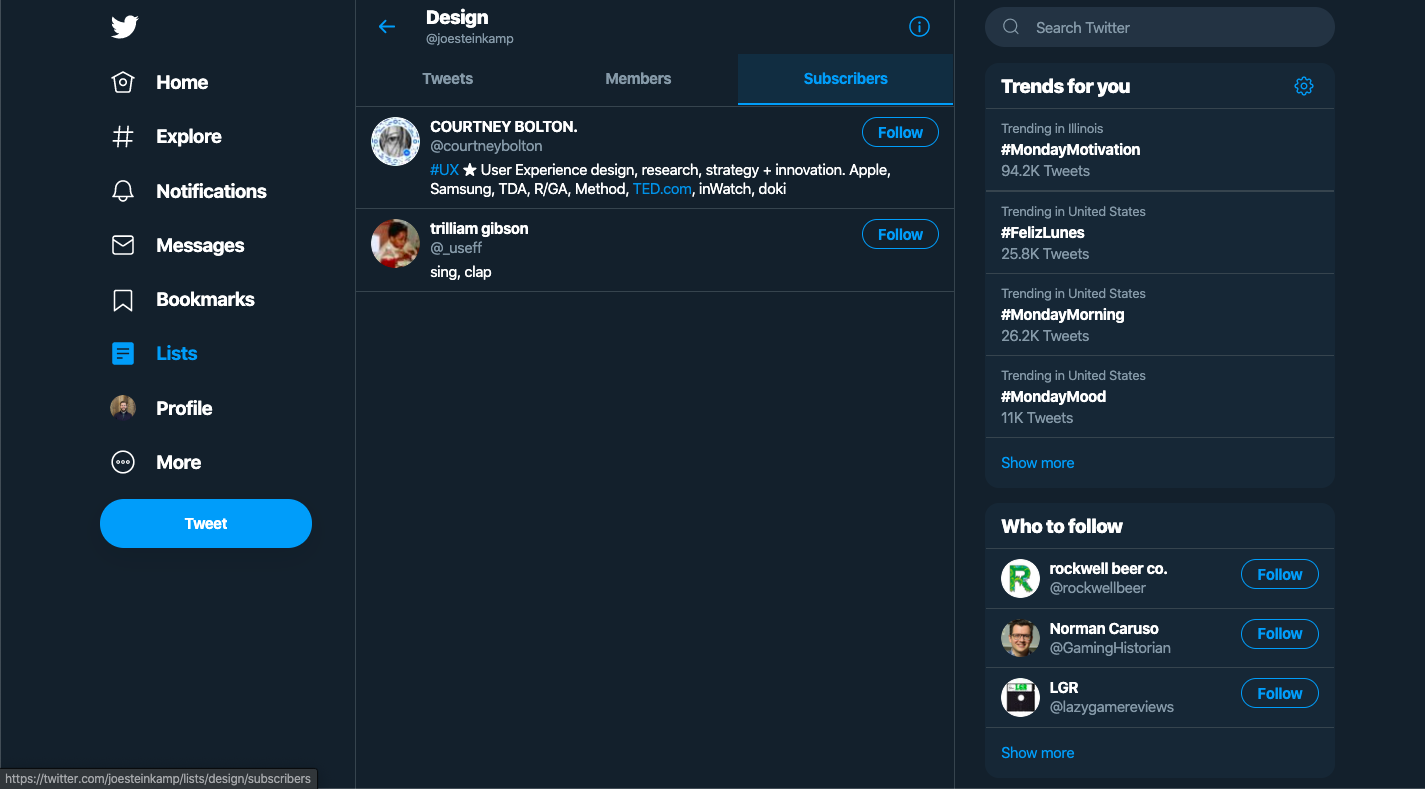 Home
Explore
Notifications
Messages
Bookmarks
Lists
Profile
More
Tweet
Design
@joesteinkamp
Tweets
Members
Subscribers
COURTNEY BOLTON.
@courtneybolton
Follow
#UX ★ User Experience design, research, strategy + innovation. Apple,
Samsung, TDA, R/GA, Method, TED.com, inWatch, doki
trilliam gibson
@_useff
Follow
sing, clap
Search Twitter
Trends for you
Trending in Illinois
#MondayMotivation
94.2K Tweets
Trending in United States
#FelizLunes
25.8K Tweets
Trending in United States
#MondayMorning
26.2K Tweets
Trending in United States
#MondayMood
11K Tweets
Show more
Who to follow
rockwell beer co.
@rockwellbeer
Follow
Norman Caruso
@GamingHistorian
Follow
LGR
LGR
@lazygamereviews
Follow
Show more
https://twitter.com/joesteinkamp/lists/design/subscribers